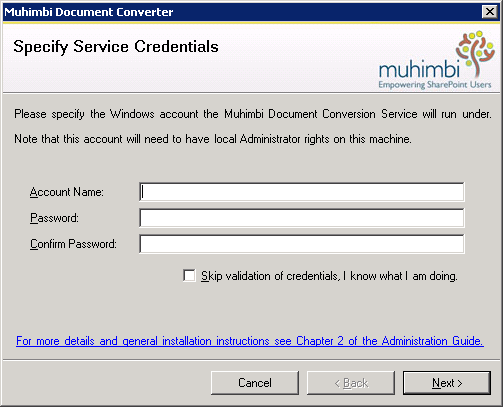 Muhimbi Document Converter
Specify Service Credentials
muhimbi
Empowering SharePoint Users
Please specify the Windows account the Muhimbi Document Conversion Service will run under.
Note that this account will need to have local Administrator rights on this machine.
Account Name:
Password:
Confirm Password:
Skip validation of credentials, I know what I am doing.
For more details and general installation instructions see Chapter 2 of the Administration Guide.
Cancel < Back Next >